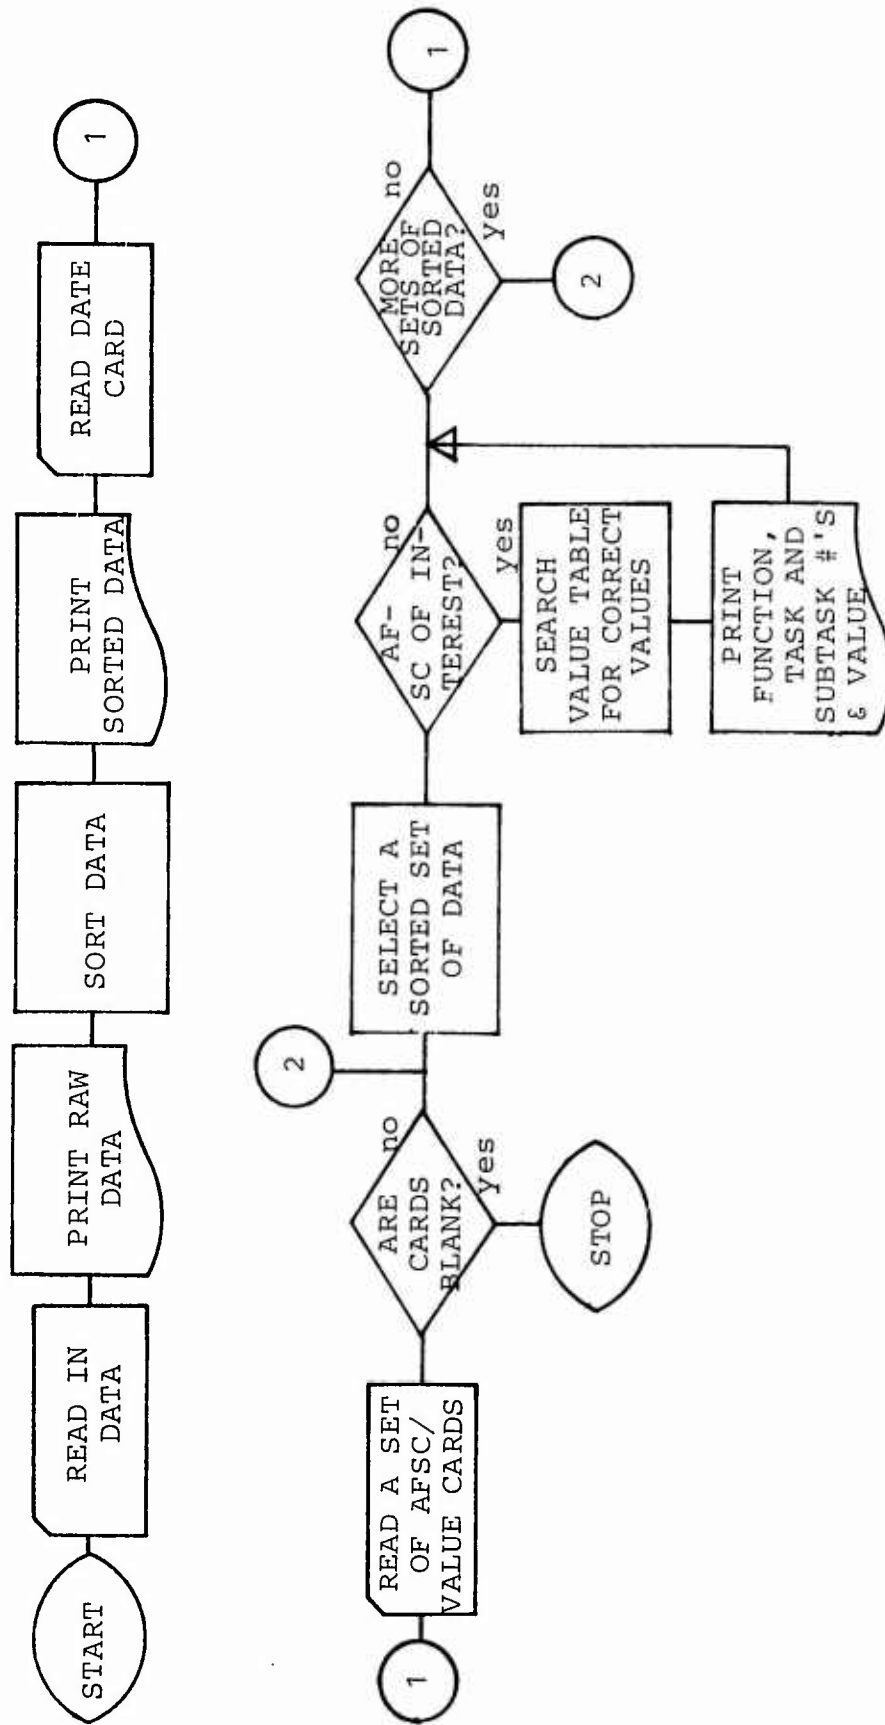 START
READ IN
DATA
PRINT RAW
DATA
SORT DATA
PRINT
SORTED DATA
READ DATE
CARD
1
1
READ A SET
OF AFSC/
VALUE CARDS
ARE
CARDS
BLANK?
no
yes
STOP
2
SELECT A
SORTED SET
OF DATA
AF-
SC OF IN-
TEREST?
no
yes
SEARCH
VALUE TABLE
FOR CORRECT
VALUES
PRINT
FUNCTION,
TASK AND
SUBTASK #'S
& VALUE
MORE
SETS OF
SORTED
DATA?
no
yes
1
2